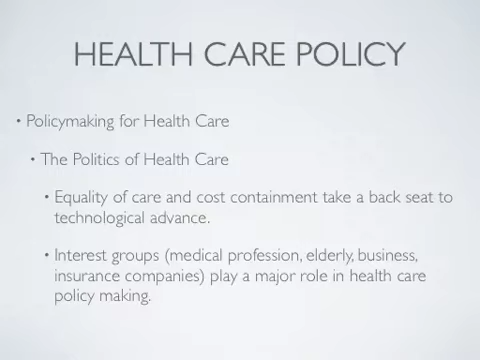 HEALTH CARE POLICY
• Policymaking for Health Care
• The Politics of Health Care
• Equality of care and cost containment take a back seat to
technological advance.
• Interest groups (medical profession, elderly, business,
insurance companies) play a major role in health care
policy making.